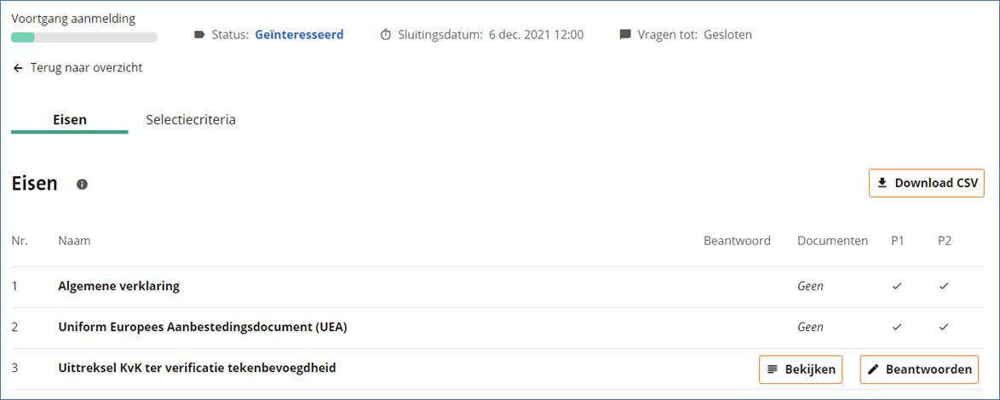 Voortgang aanmelding
Status: Geïnteresseerd Sluitingsdatum: 6 dec. 2021 12:00 Vragen tot: Gesloten
Terug naar overzicht
Eisen Selectiecriteria
Eisen Download CSV
Nr. Naam Beantwoord Documenten P1 P2
1 Algemene verklaring Geen
2 Uniform Europees Aanbestedingsdocument (UEA) Geen
3 Uittreksel KvK ter verificatie tekenbevoegdheid Bekijken Beantwoorden